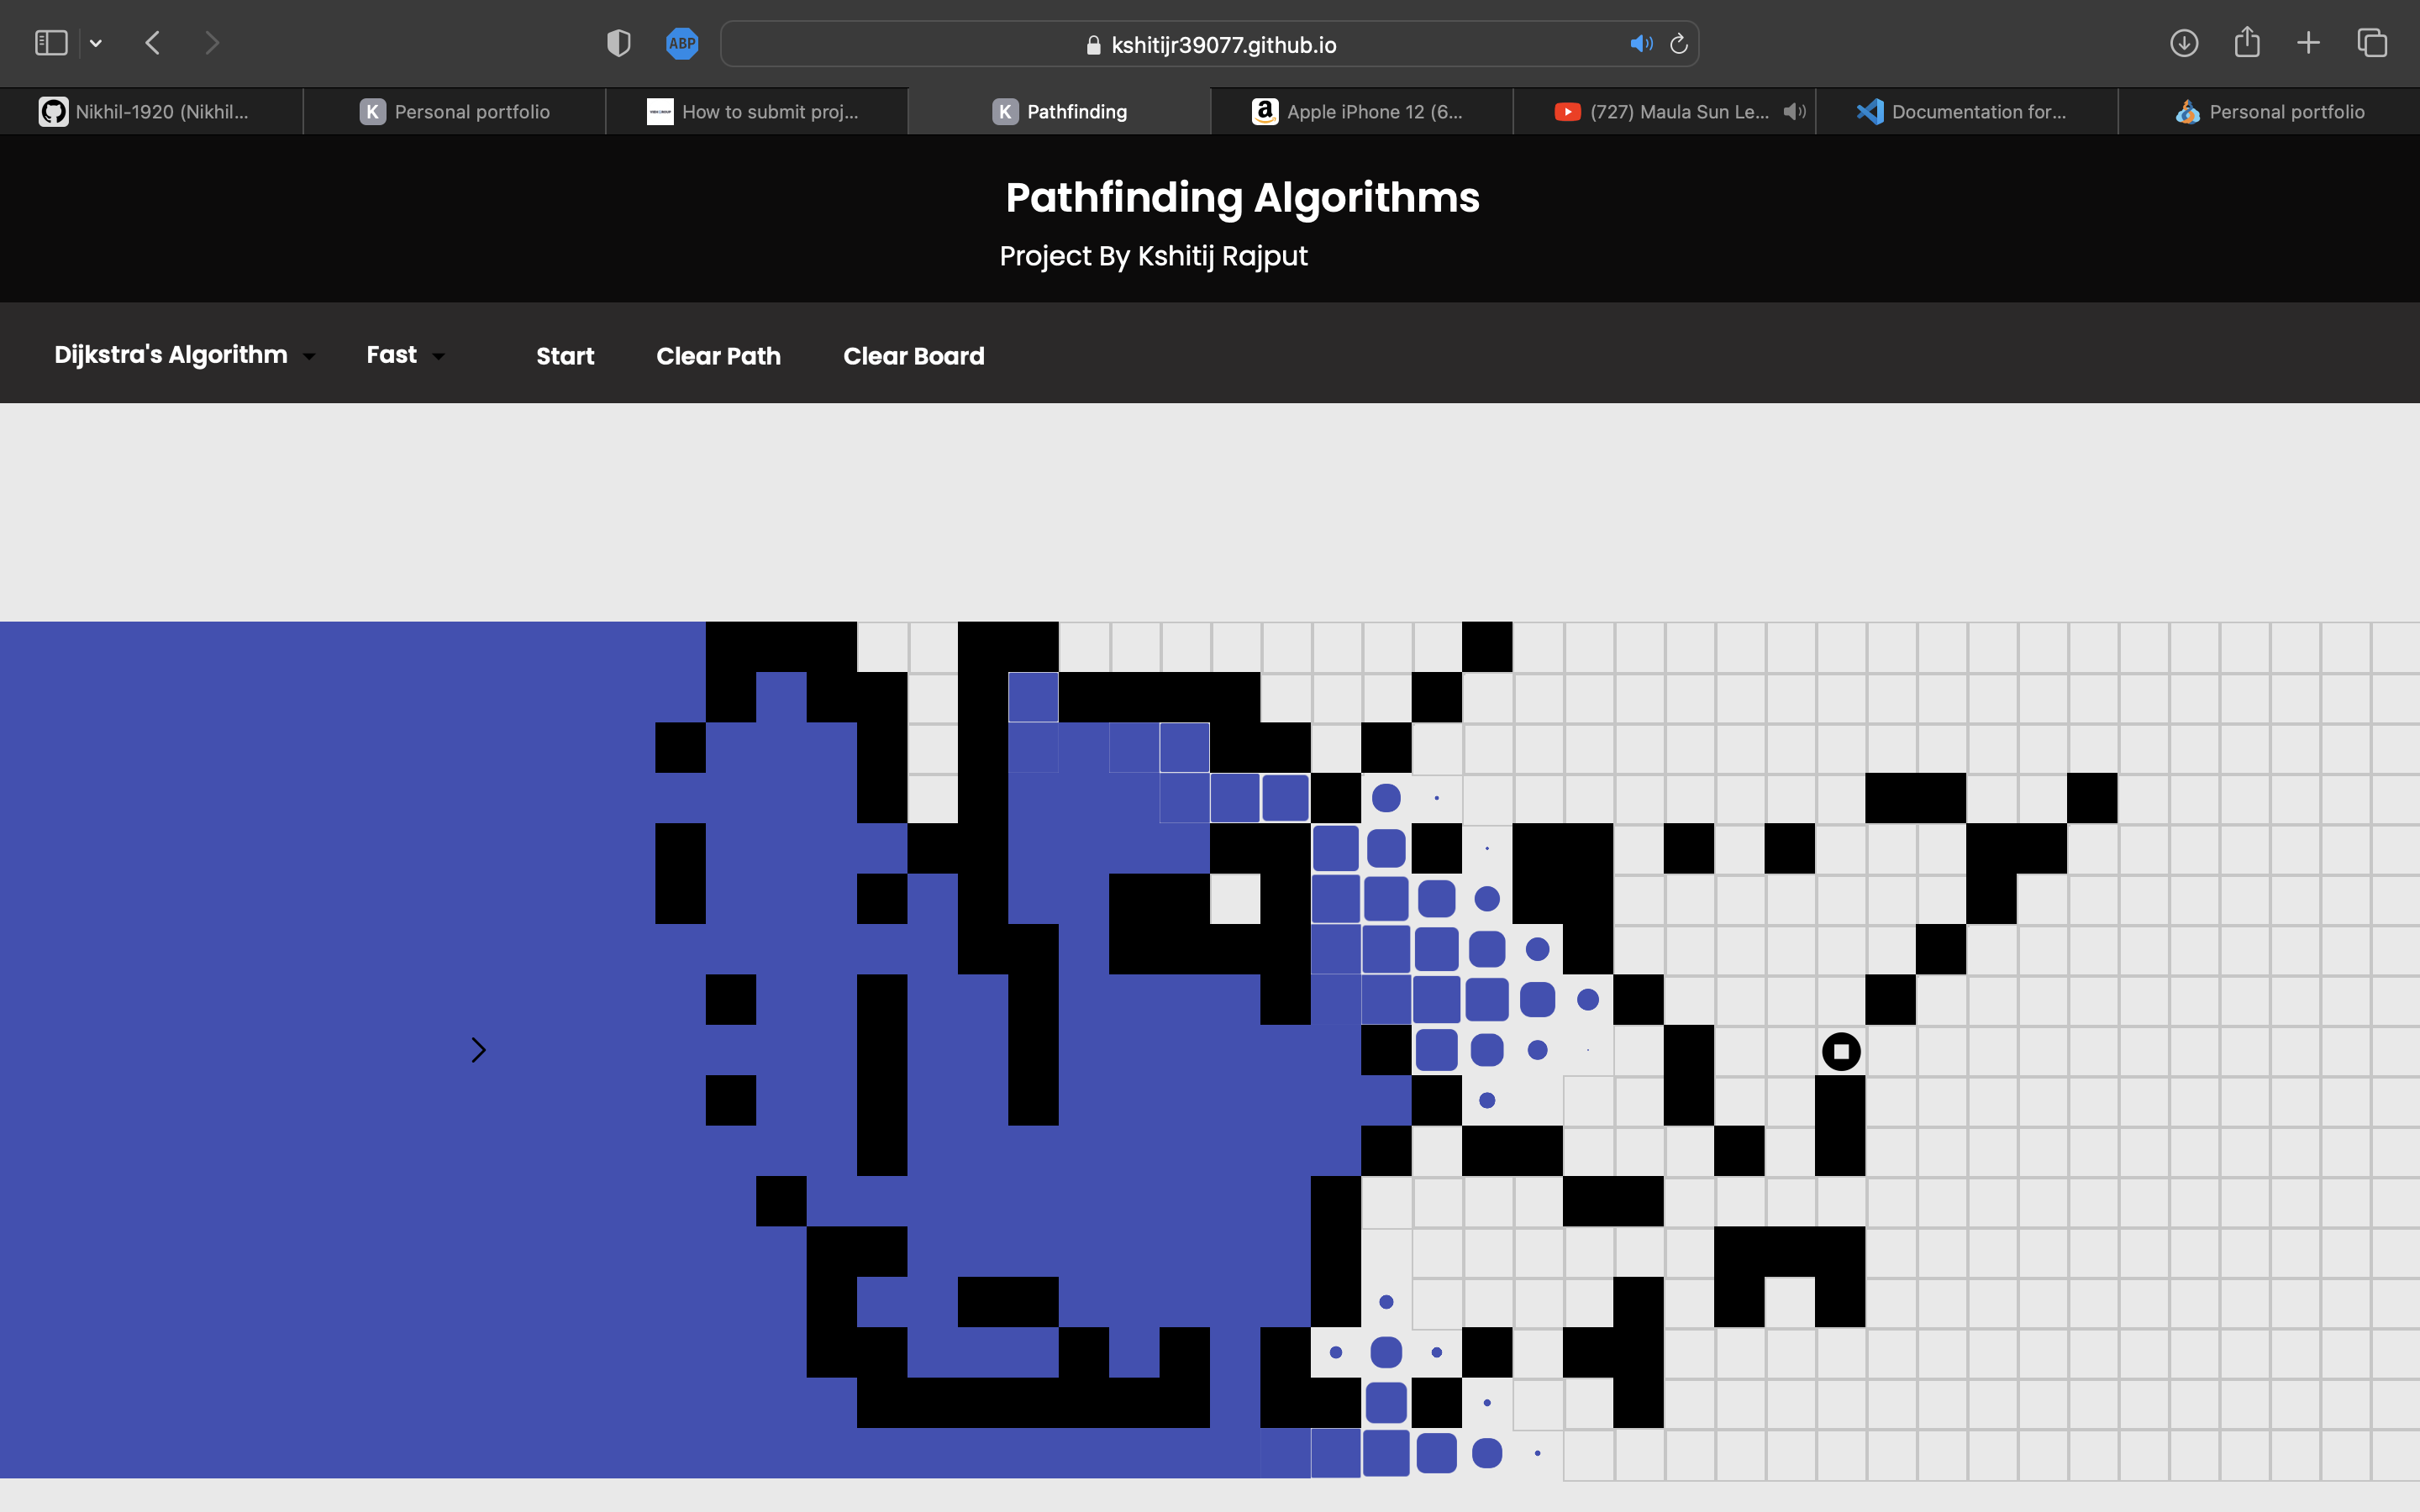 ABP
kshitijr39077.github.io
Nikhil-1920 (Nikhil...
K Personal portfolio
How to submit proj...
K Pathfinding
a Apple iPhone 12 (6...
(727) Maula Sun Le...
Documentation for...
Personal portfolio
Pathfinding Algorithms
Project By Kshitij Rajput
Dijkstra's Algorithm
Fast
Start
Clear Path
Clear Board